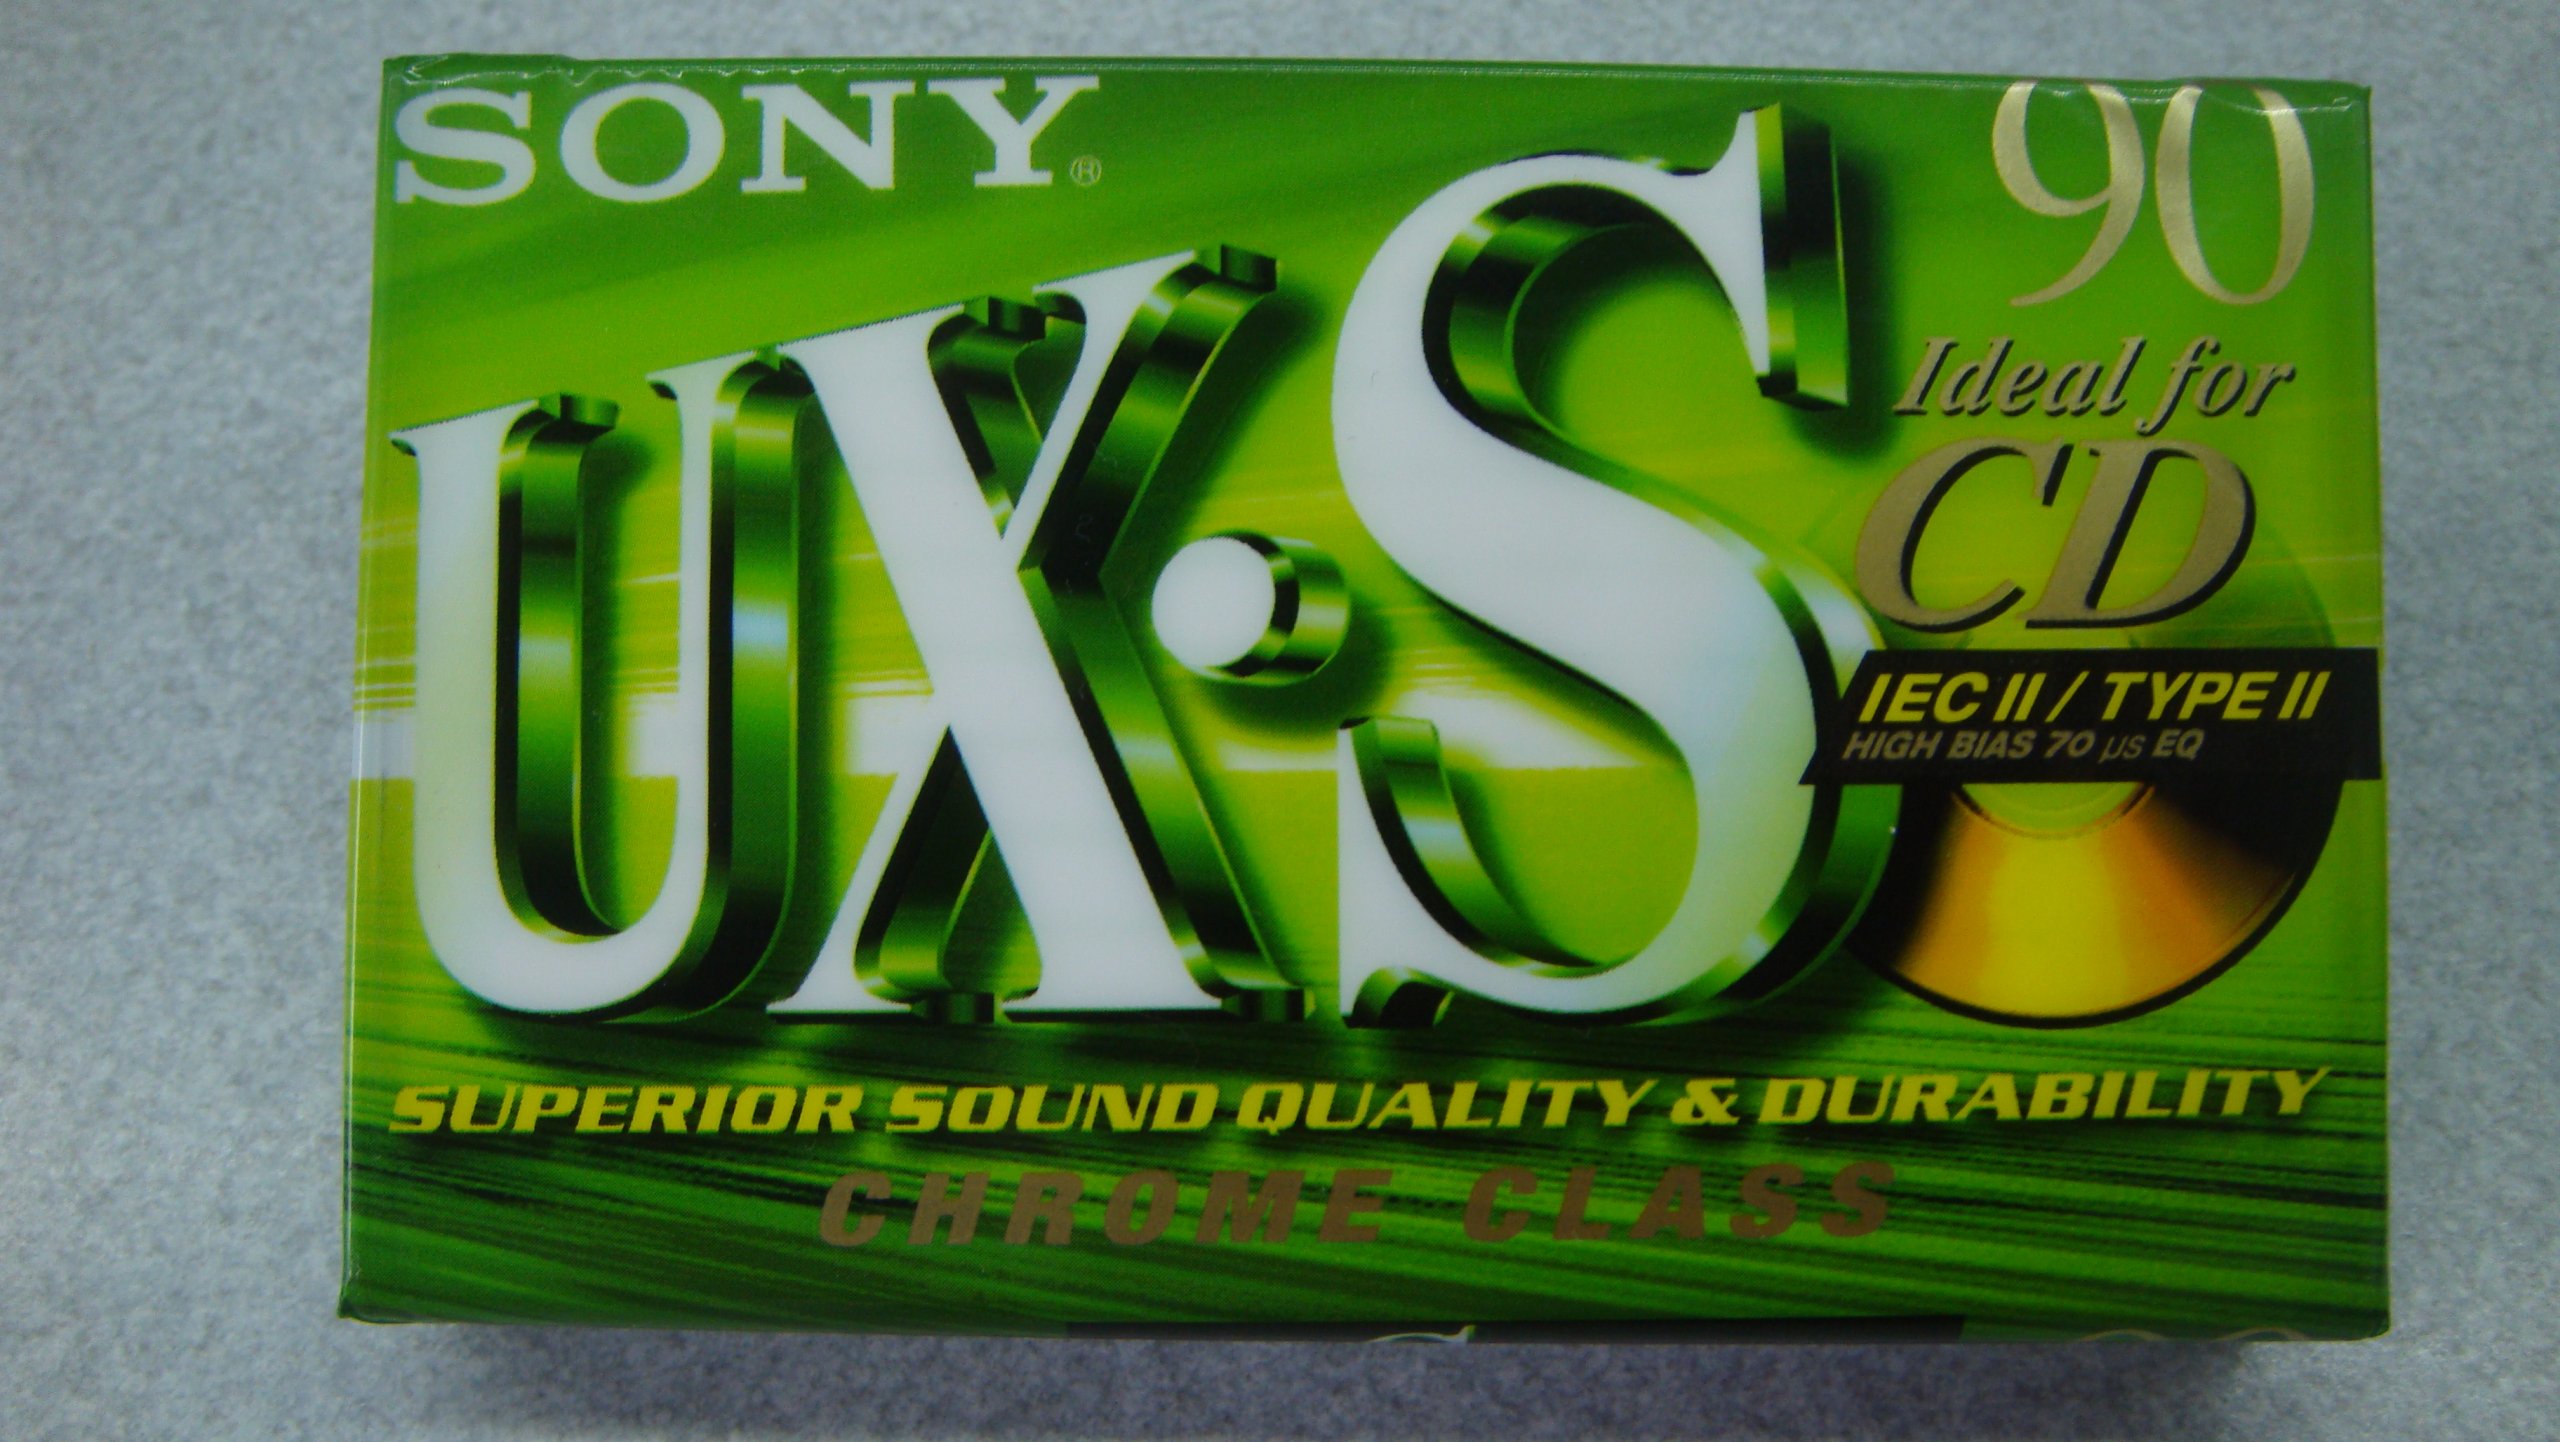 SONY®
90
UX·S
Ideal for
CD
IEC II / TYPE II
HIGH BIAS 70 μs EQ
SUPERIOR SOUND QUALITY & DURABILITY
CHROME CLASS